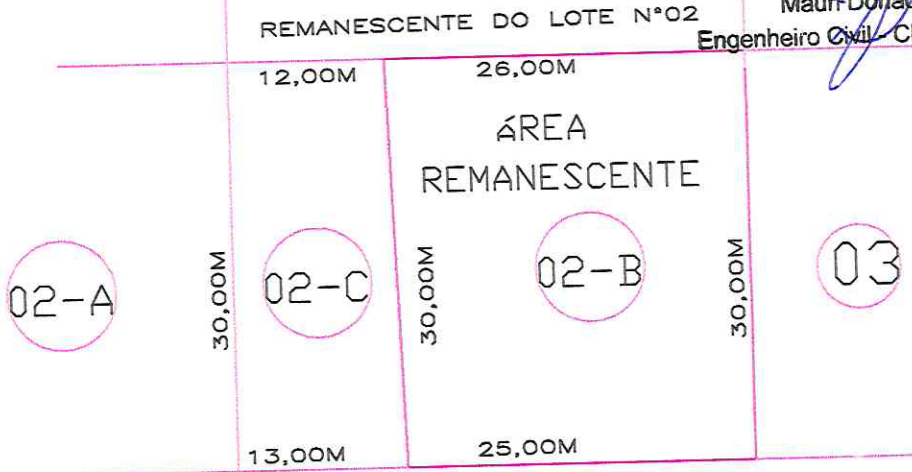 REMANESCENTE DO LOTE Nº02
Engenheiro Civil -
12,00M
26,00M
ÁREA
REMANESCENTE
02-A
30,00M
02-C
30,00M
02-B
30,00M
03
13,00M
25,00M